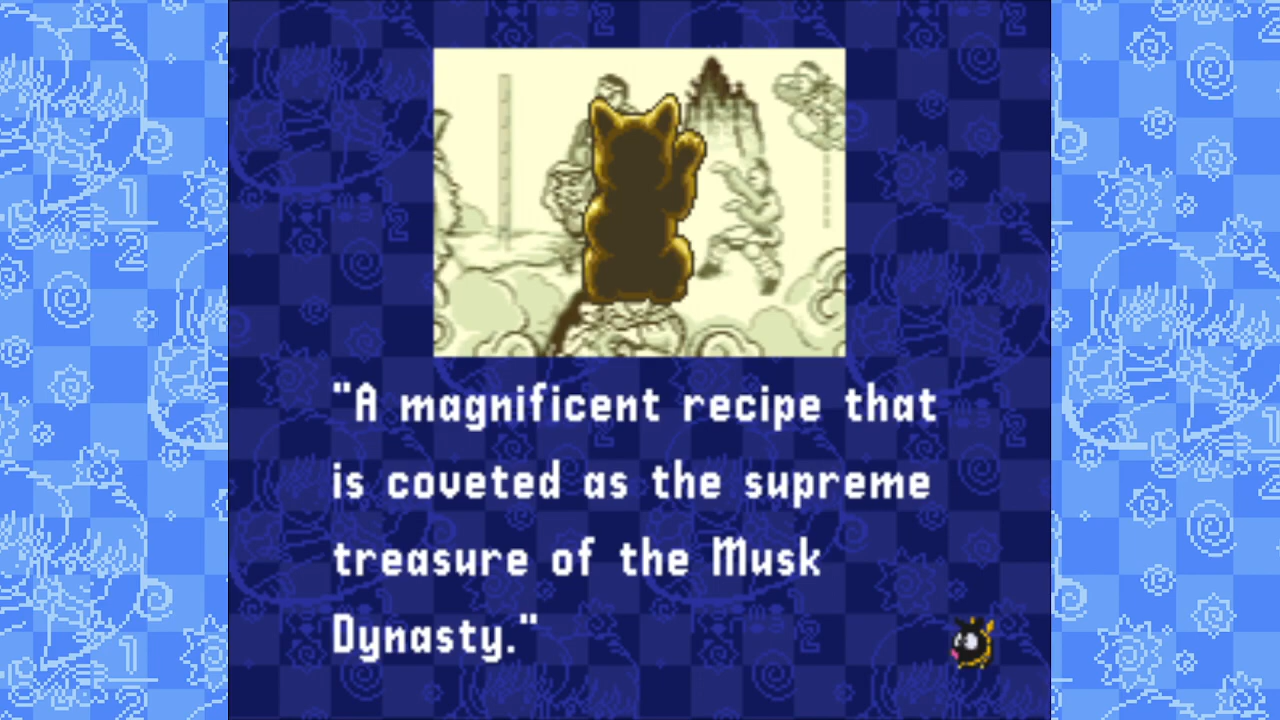 "A magnificent recipe that
is coveted as the supreme
treasure of the Musk
Dynasty."